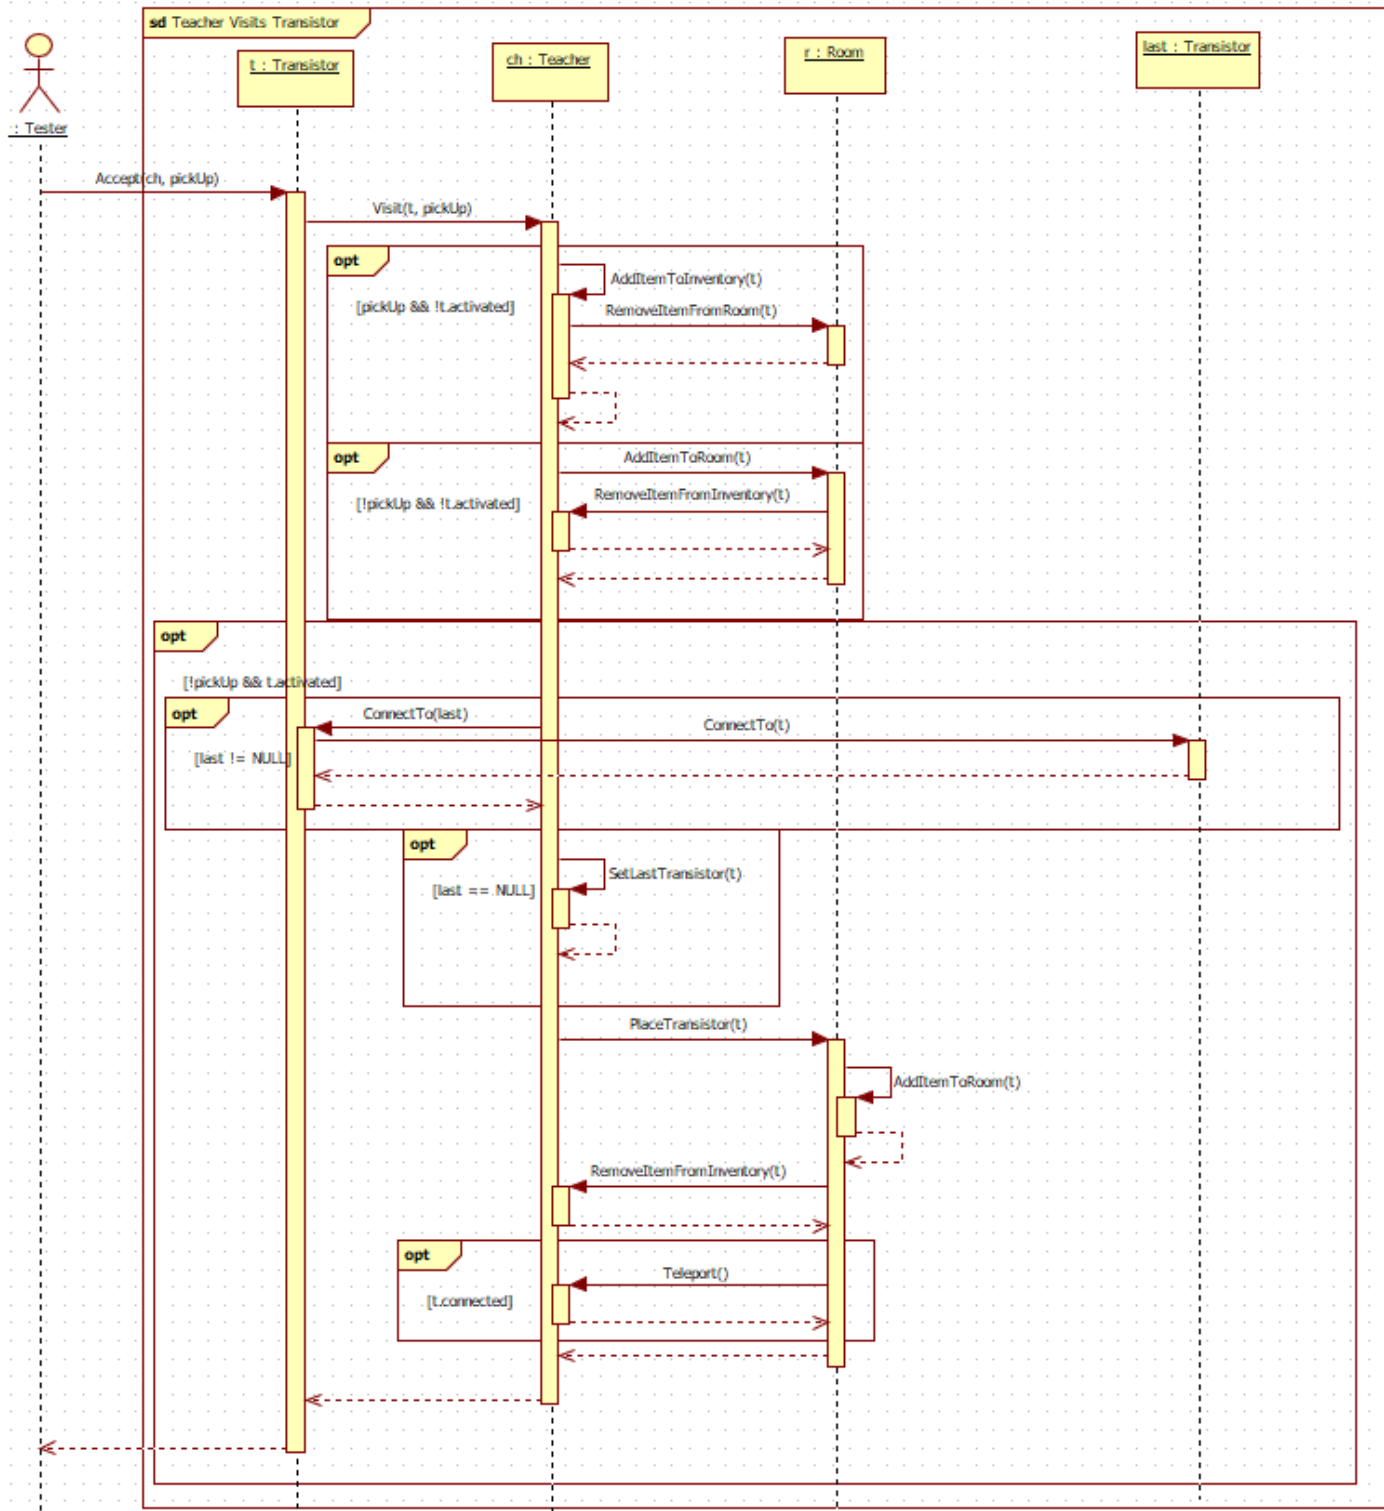 sd Teacher Visits Transistor
t : Transistor
ch : Teacher
r : Room
last : Transistor
: Tester
Accept(ch, pickUp)
Visit(t, pickUp)
opt
AddItemToInventory(t)
[pickUp && !t.activated]
RemoveItemFromRoom(t)
opt
AddItemToRoom(t)
[!pickUp && !t.activated]
RemoveItemFromInventory(t)
opt
[!pickUp && t.activated]
opt
ConnectTo(last)
ConnectTo(t)
[last != NULL]
opt
SetLastTransistor(t)
[last == NULL]
PlaceTransistor(t)
AddItemToRoom(t)
RemoveItemFromInventory(t)
opt
Teleport()
[t.connected]